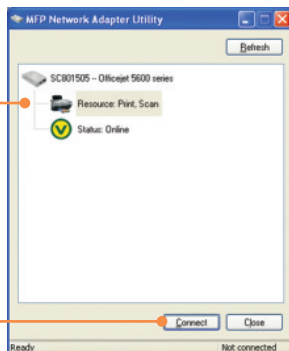 MFP Network Adapter Utility
Refresh
SC801505 -- Officejet 5600 series
Resource: Print, Scan
Status: Online
Connect
Close
Ready
Not connected